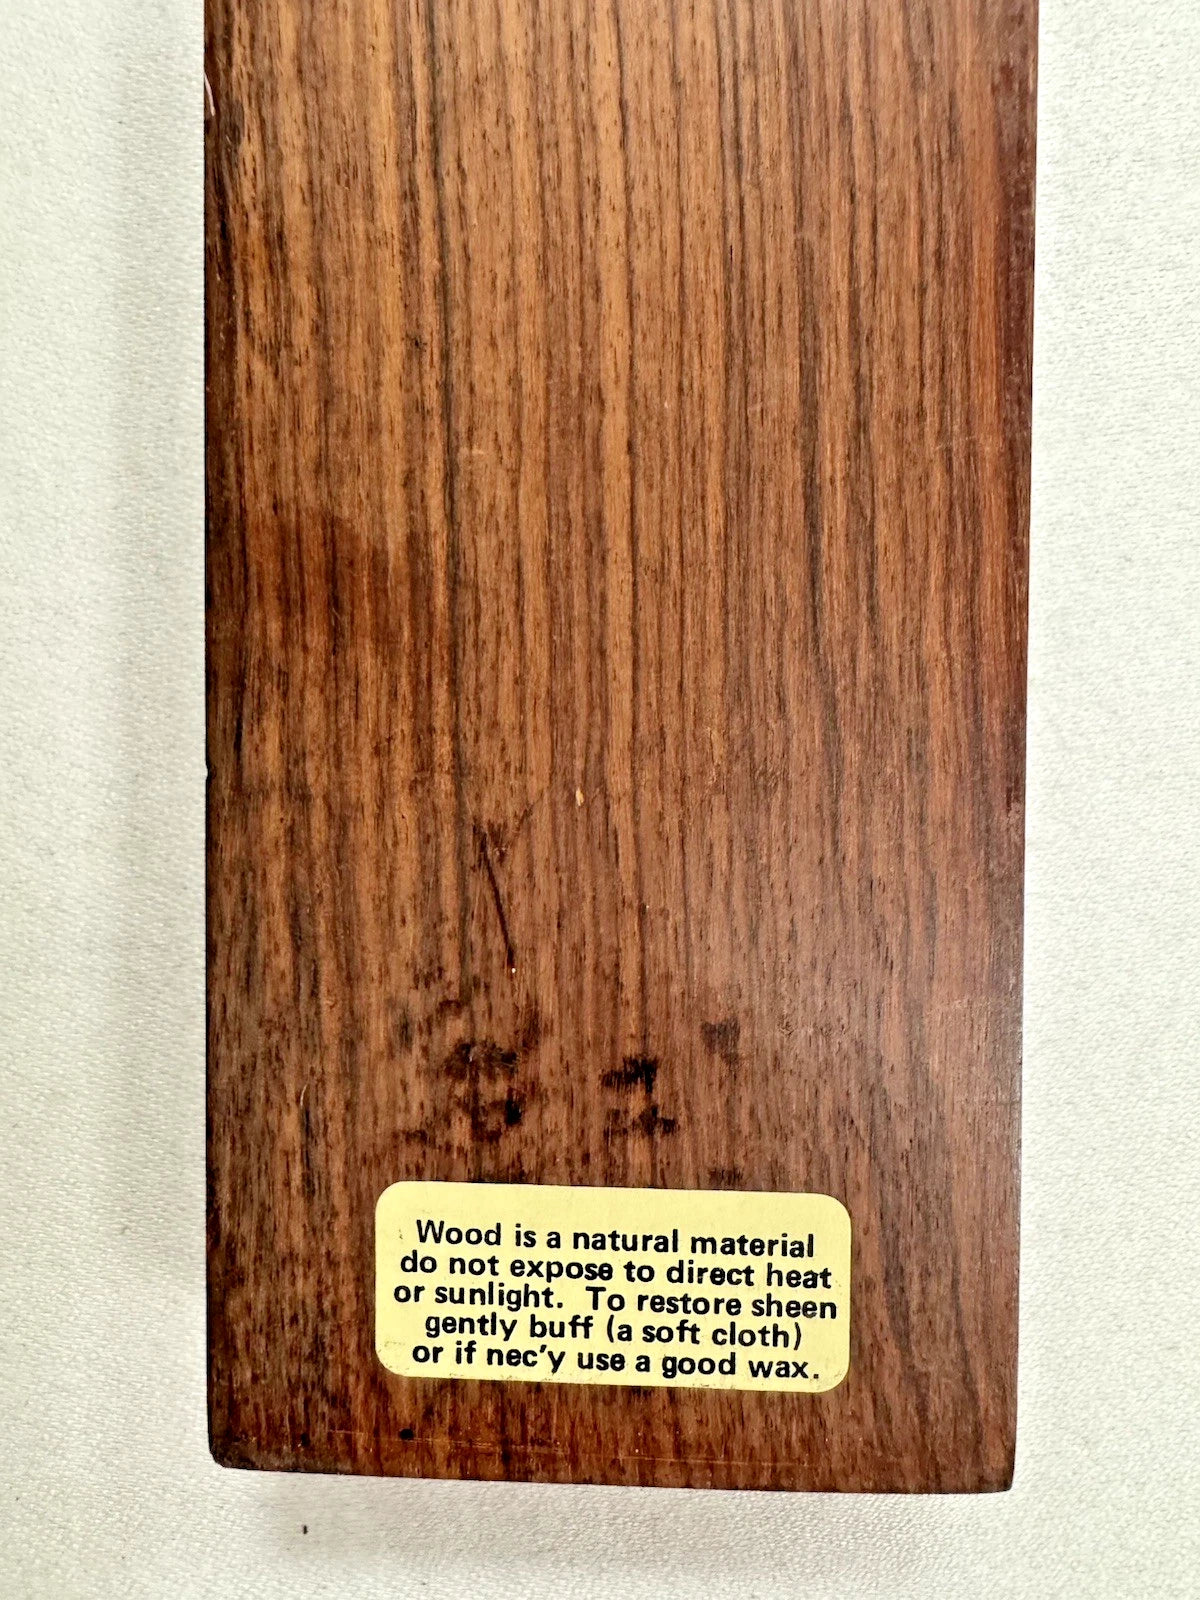 Wood is a natural material
do not expose to direct heat
or sunlight. To restore sheen
gently buff (a soft cloth)
or if nec'y use a good wax.